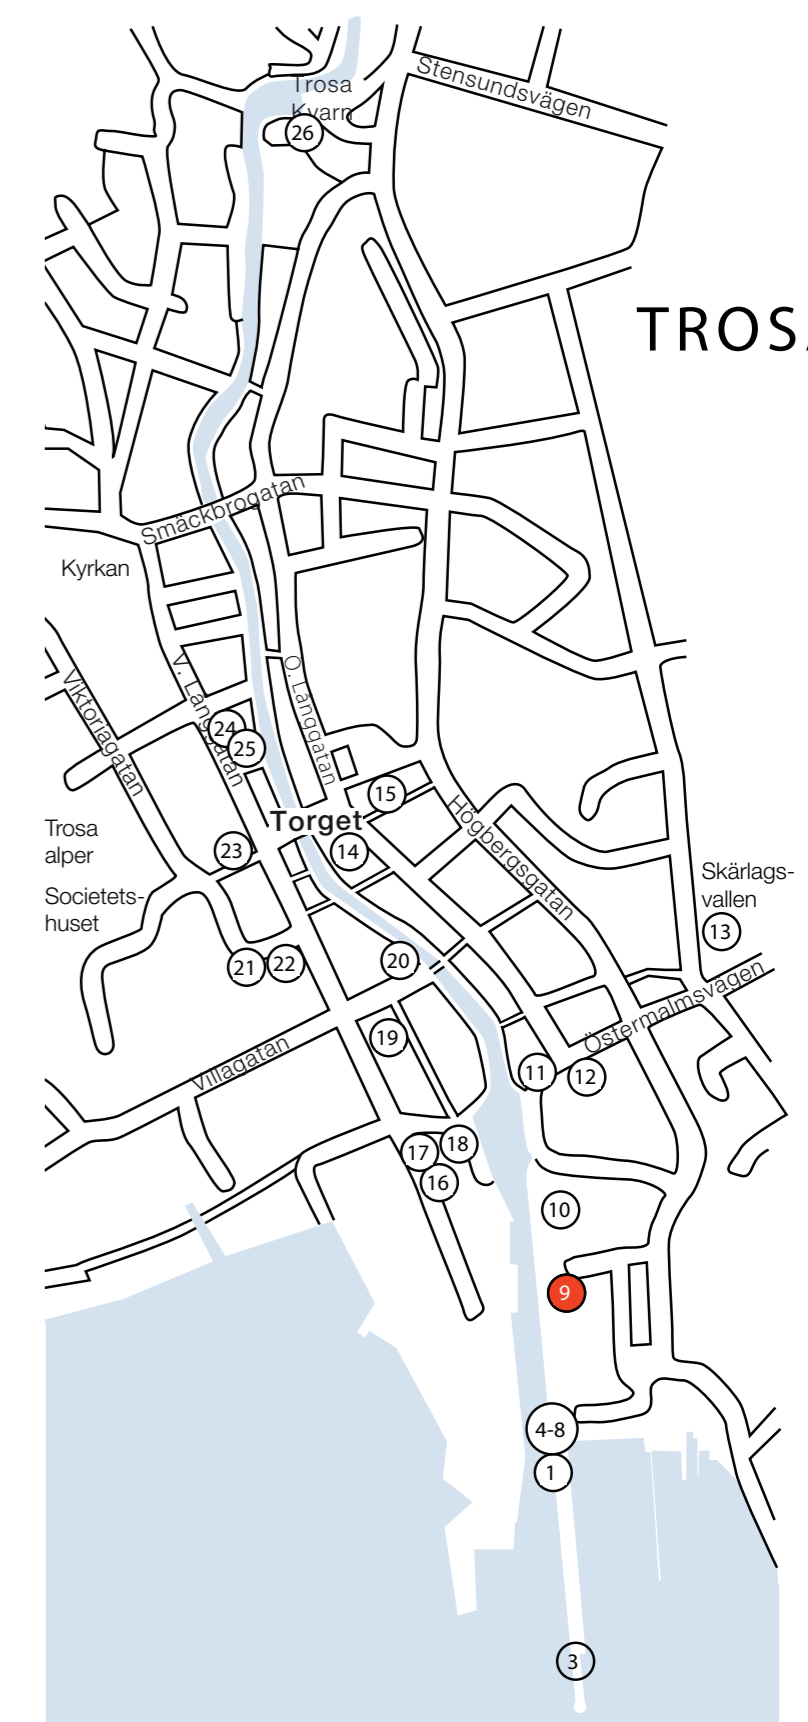 Stensundsvägen
Trosa
Kvarn
26
TROSA
Smäckbrogatan
Kyrkan
V. Långgatan
Ö. Långgatan
Viktoriagatan
24
25
15
Torget
Högbergsgatan
Trosa
alper
23
14
Skärlags-
vallen
Societets-
huset
13
21
22
20
Östermalmsvägen
19
Villagatan
11
12
17
18
16
10
9
4-8
1
3